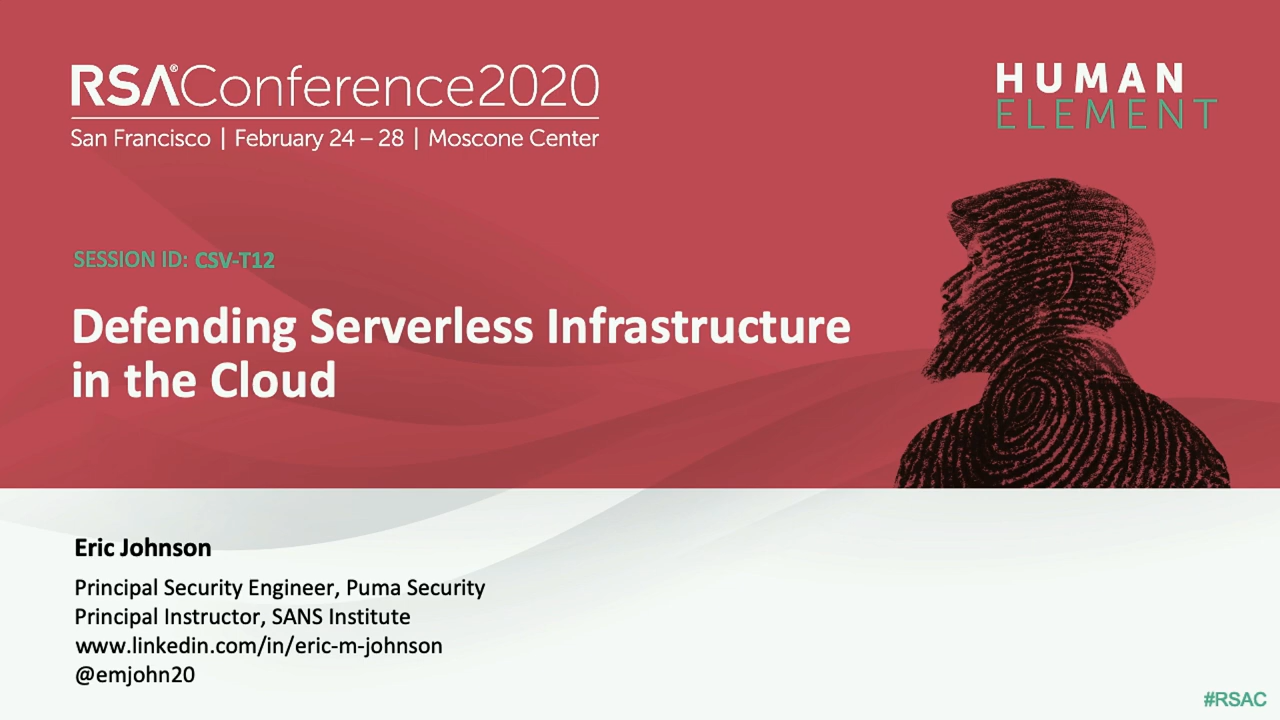 RSA®Conference2020
San Francisco | February 24 – 28 | Moscone Center
HUMAN
ELEMENT
SESSION ID: CSV-T12
Defending Serverless Infrastructure
in the Cloud
Eric Johnson
Principal Security Engineer, Puma Security
Principal Instructor, SANS Institute
www.linkedin.com/in/eric-m-johnson
@emjohn20
#RSAC